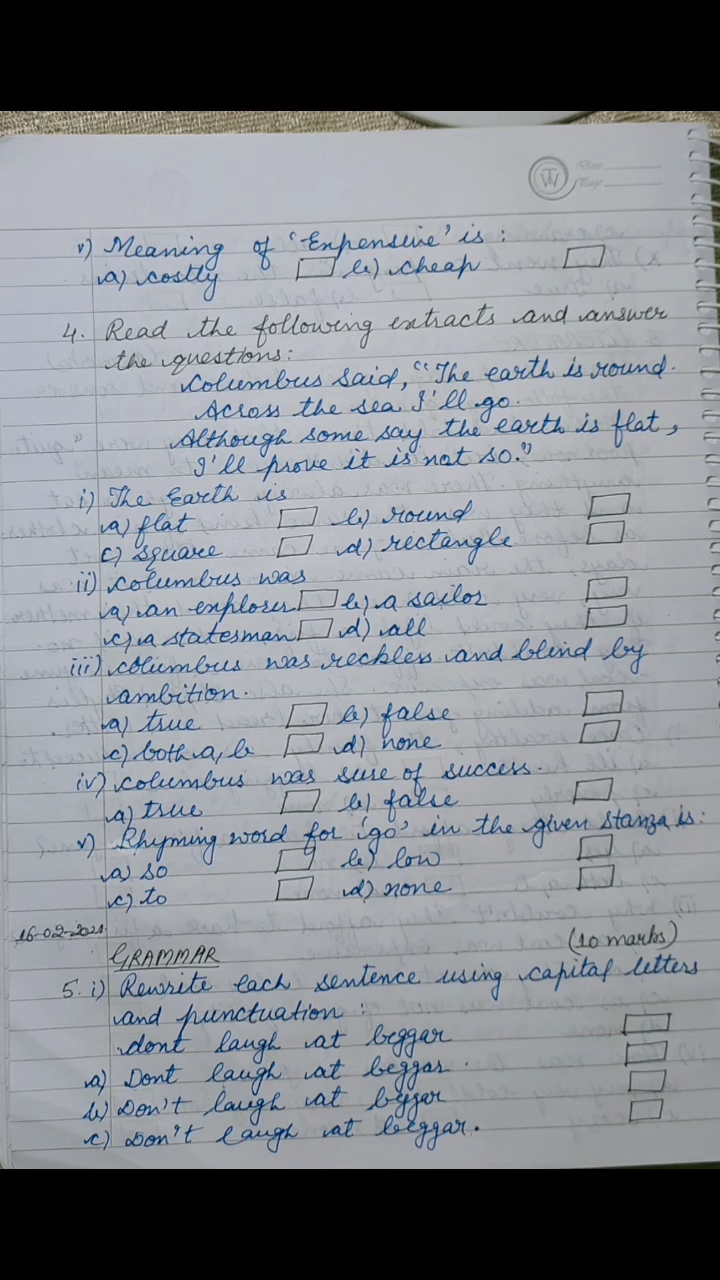 Date
Page
v) Meaning of 'Expensive' is :
a) costly b) cheap
4. Read the following extracts and answer
the questions:
Columbus said, "The earth is round.
Across the sea I'll go.
Although some say the earth is flat,
I'll prove it is not so."
i) The Earth is
a) flat b) round
c) square d) rectangle
ii) Columbus was
a) an explorer b) a sailor
c) a statesman d) all
iii) Columbus was reckless and blind by
ambition.
a) true b) false
c) both a, b d) none
iv) Columbus was sure of success.
a) true b) false
v) Rhyming word for 'go' in the given stanza is:
a) so b) low
c) to d) none
16-02-2021
GRAMMAR (10 marks)
5. i) Rewrite each sentence using capital letters
and punctuation :
dont laugh at beggar
a) Dont laugh at beggar.
b) Don't laugh at beggar
c) Don't laugh at beggar.